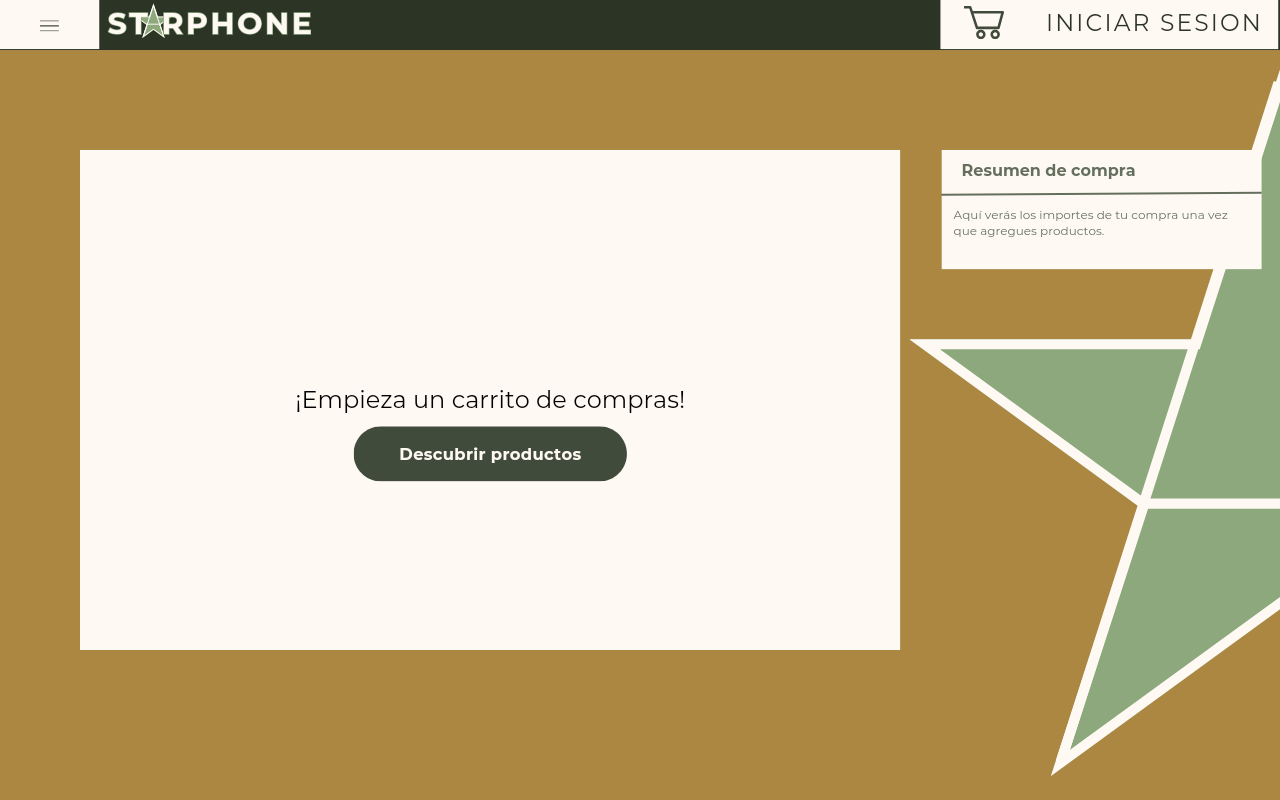 STARPHONE
INICIAR SESION
Resumen de compra
Aquí verás los importes de tu compra una vez
que agregues productos.
¡Empieza un carrito de compras!
Descubrir productos